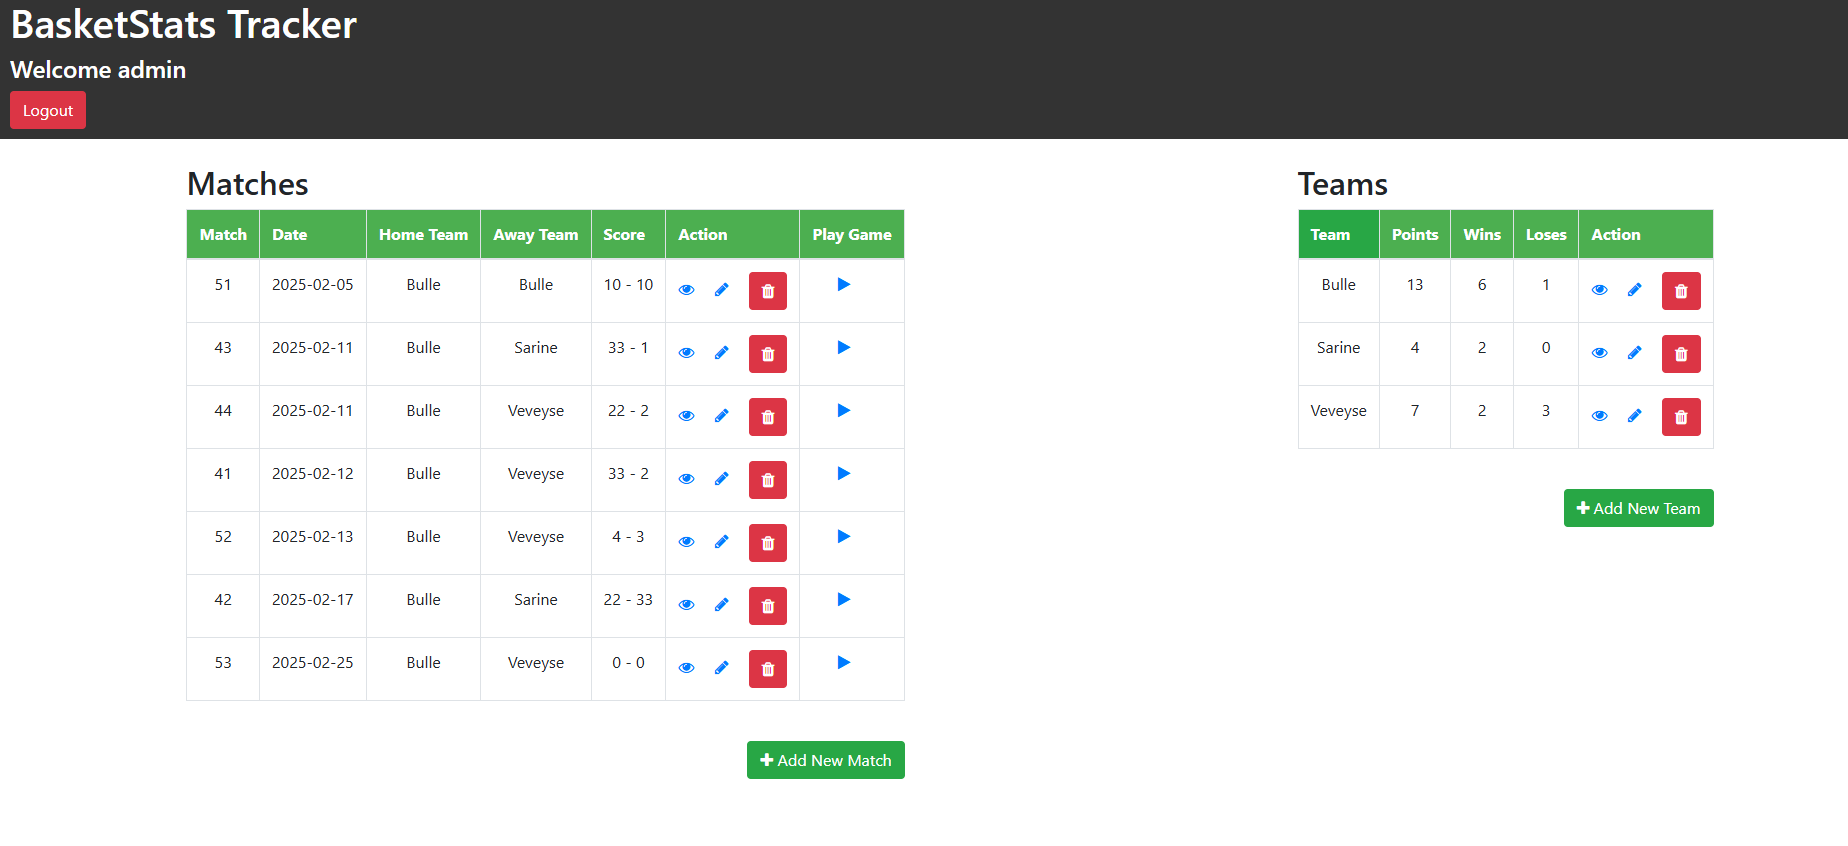 BasketStats Tracker
Welcome admin
Logout
Matches
Match Date Home Team Away Team Score Action Play Game
51 2025-02-05 Bulle Bulle 10 - 10
43 2025-02-11 Bulle Sarine 33 - 1
44 2025-02-11 Bulle Veveyse 22 - 2
41 2025-02-12 Bulle Veveyse 33 - 2
52 2025-02-13 Bulle Veveyse 4 - 3
42 2025-02-17 Bulle Sarine 22 - 33
53 2025-02-25 Bulle Veveyse 0 - 0
Add New Match
Teams
Team Points Wins Loses Action
Bulle 13 6 1
Sarine 4 2 0
Veveyse 7 2 3
Add New Team